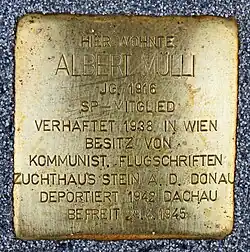 HIER WOHNTE
ALBERT MÜLLI
JG. 1916
SP-MITGLIED
VERHAFTET 1938 IN WIEN
BESITZ VON
KOMMUNIST. FLUGSCHRIFTEN
ZUCHTHAUS STEIN A. D. DONAU
DEPORTIERT 1942 DACHAU
BEFREIT 1945